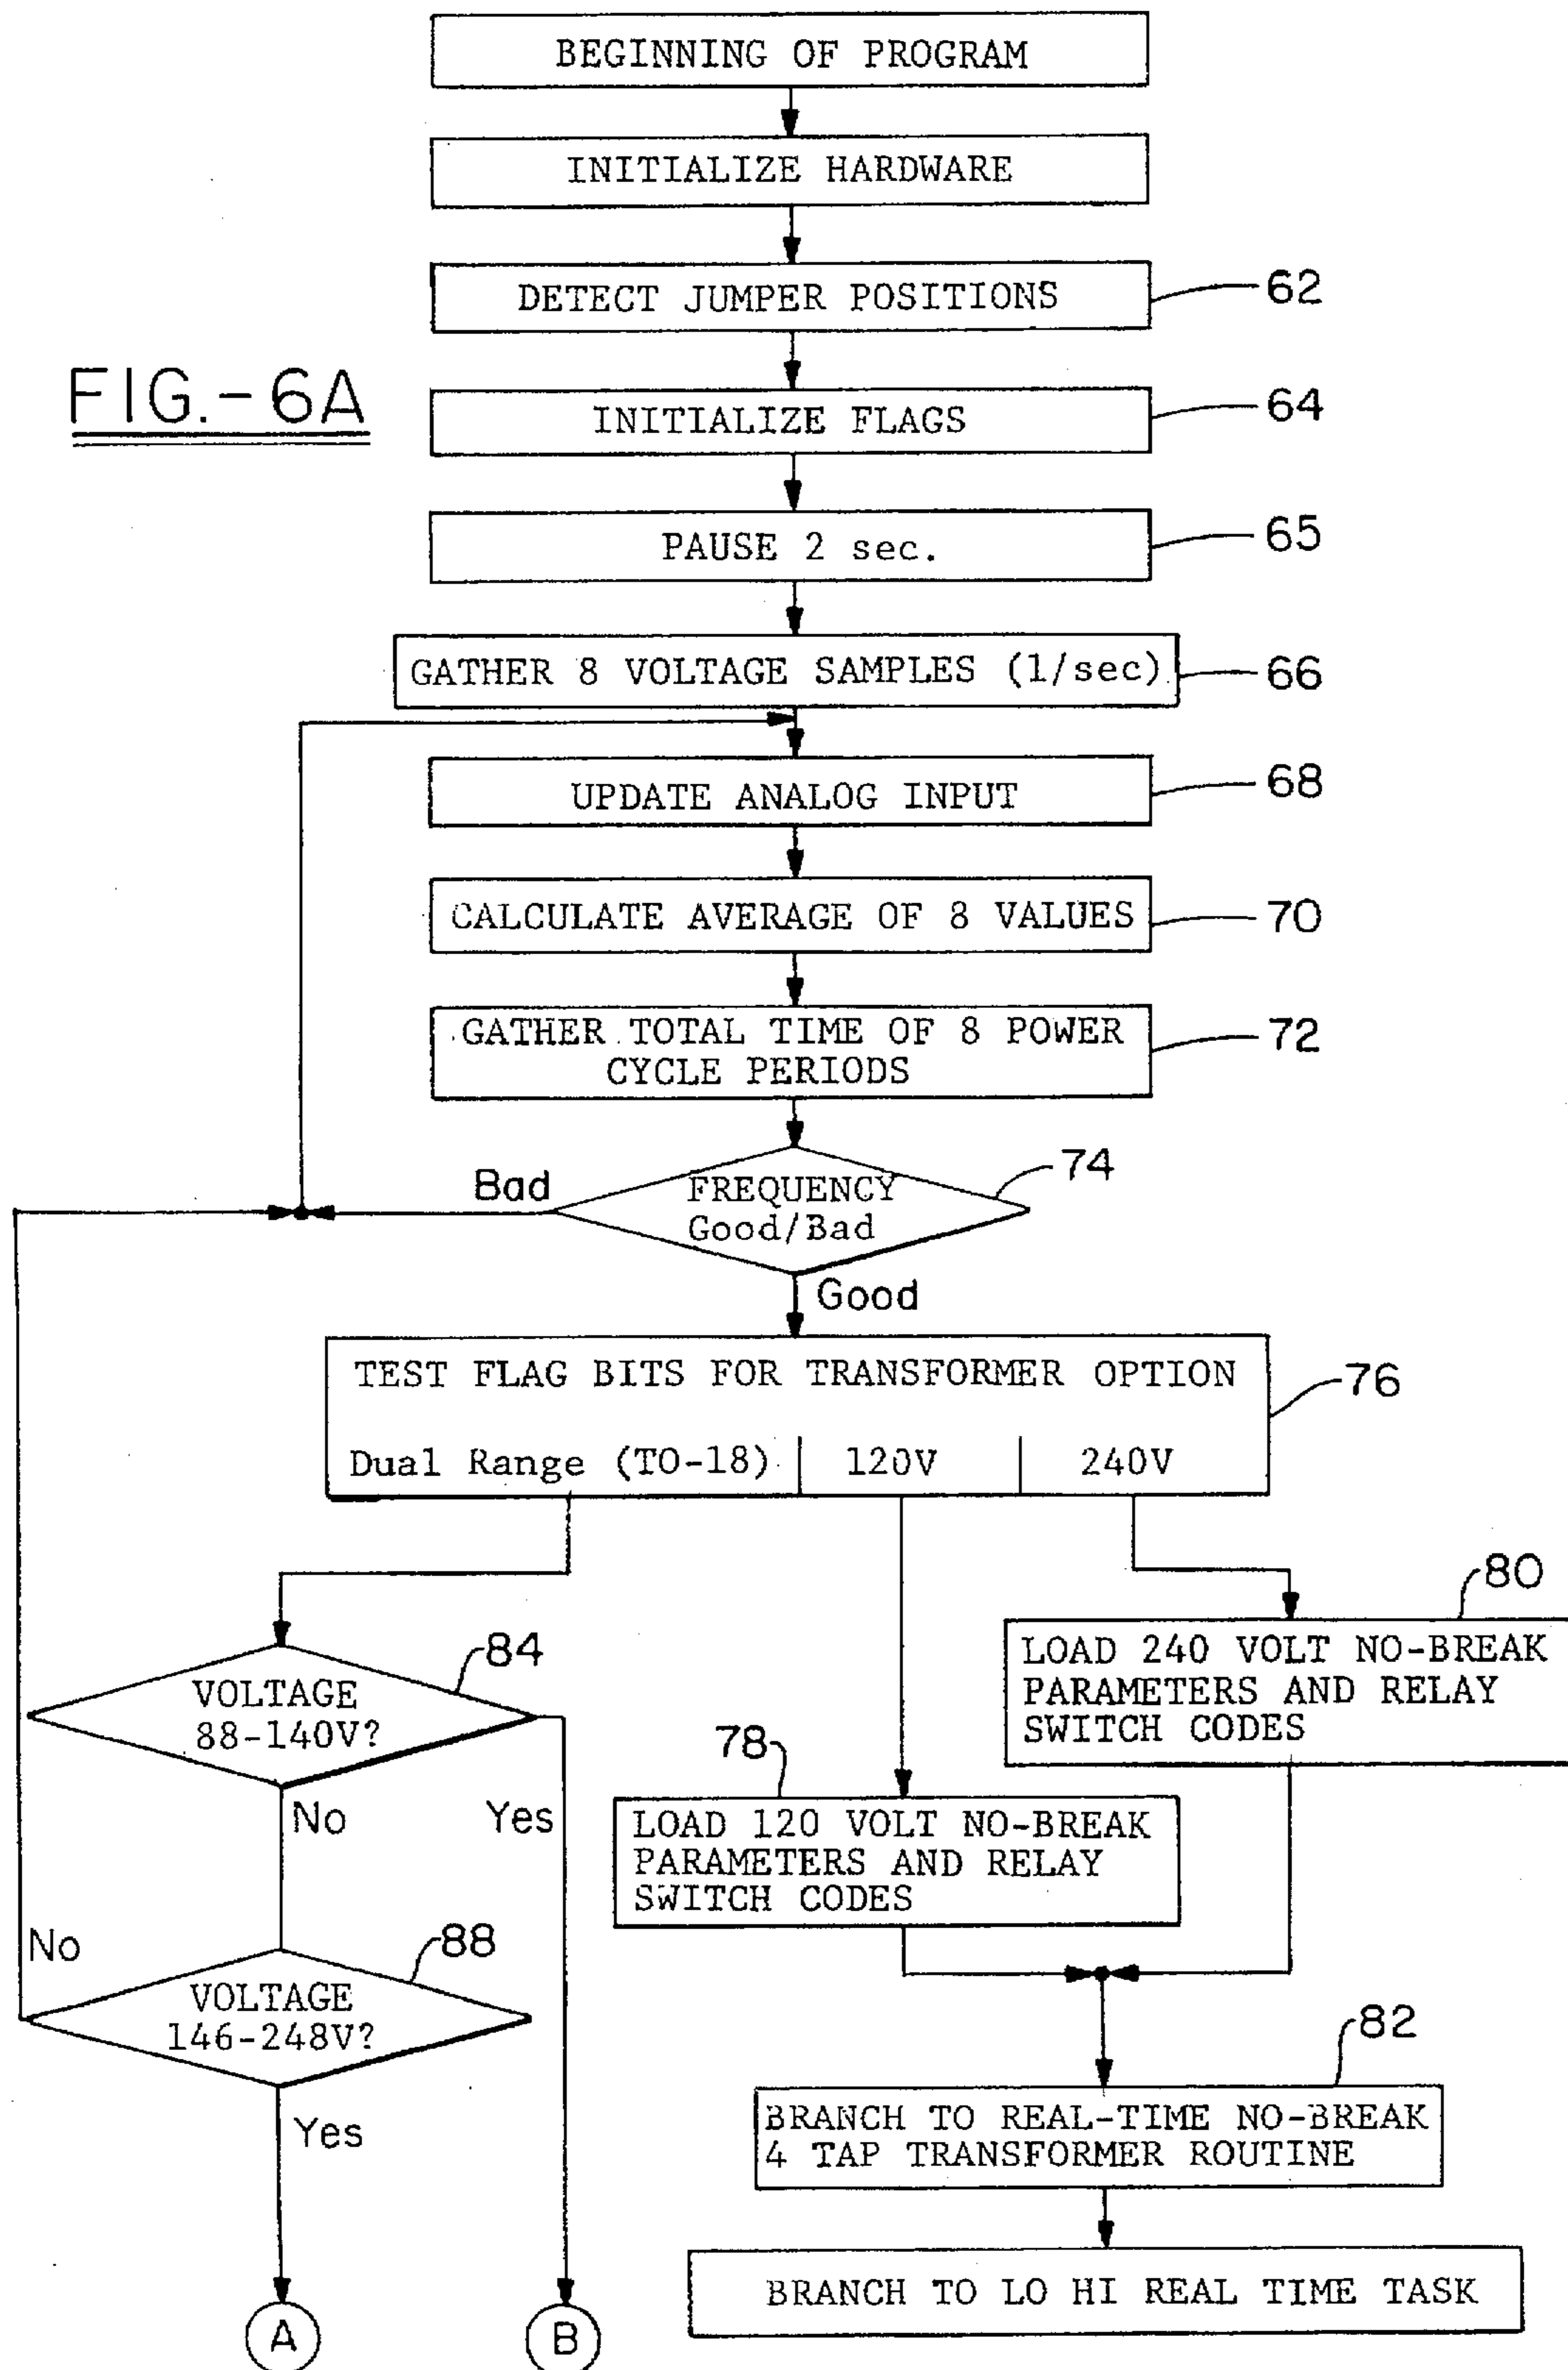 BEGINNING OF PROGRAM
INITIALIZE HARDWARE
DETECT JUMPER POSITIONS
62
FIG.-6A
INITIALIZE FLAGS
64
PAUSE 2 sec.
65
GATHER 8 VOLTAGE SAMPLES (1/sec)
66
UPDATE ANALOG INPUT
68
CALCULATE AVERAGE OF 8 VALUES
70
GATHER TOTAL TIME OF 8 POWER
CYCLE PERIODS
72
74
Bad
FREQUENCY
Good/Bad
Good
TEST FLAG BITS FOR TRANSFORMER OPTION
76
Dual Range (TO-18) 120V 240V
80
84
VOLTAGE
88-140V?
LOAD 240 VOLT NO-BREAK
PARAMETERS AND RELAY
SWITCH CODES
78
No
Yes
LOAD 120 VOLT NO-BREAK
PARAMETERS AND RELAY
SWITCH CODES
No
88
VOLTAGE
146-248V?
82
Yes
BRANCH TO REAL-TIME NO-BREAK
4 TAP TRANSFORMER ROUTINE
BRANCH TO LO HI REAL TIME TASK
A
B